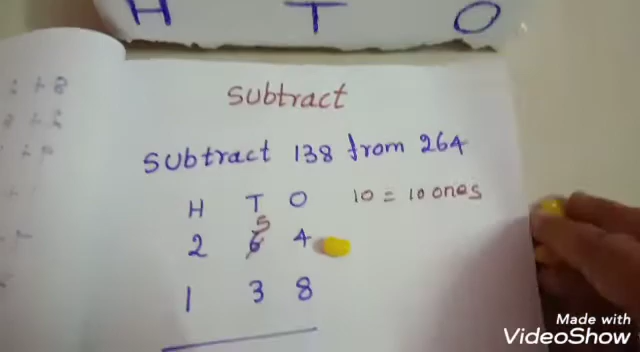 H T O
Subtract
Subtract 138 from 264
H T O 10 = 10 ones
5
2 6 4
1 3 8
Made with
VideoShow